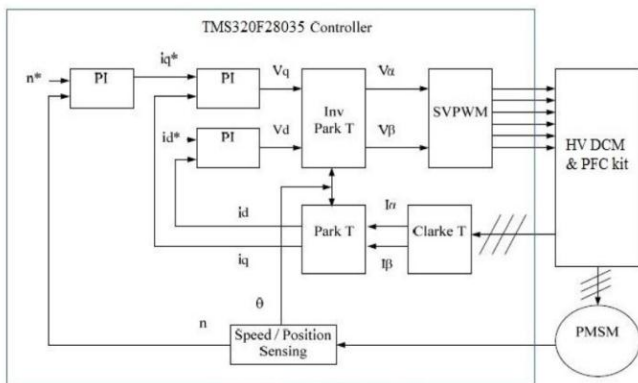 TMS320F28035 Controller
n*
PI
iq*
PI
Vq
id*
PI
Vd
Inv
Park T
Vα
Vβ
SVPWM
HV DCM
& PFC kit
id
iq
Park T
Iα
Iβ
Clarke T
θ
n
Speed / Position
Sensing
PMSM